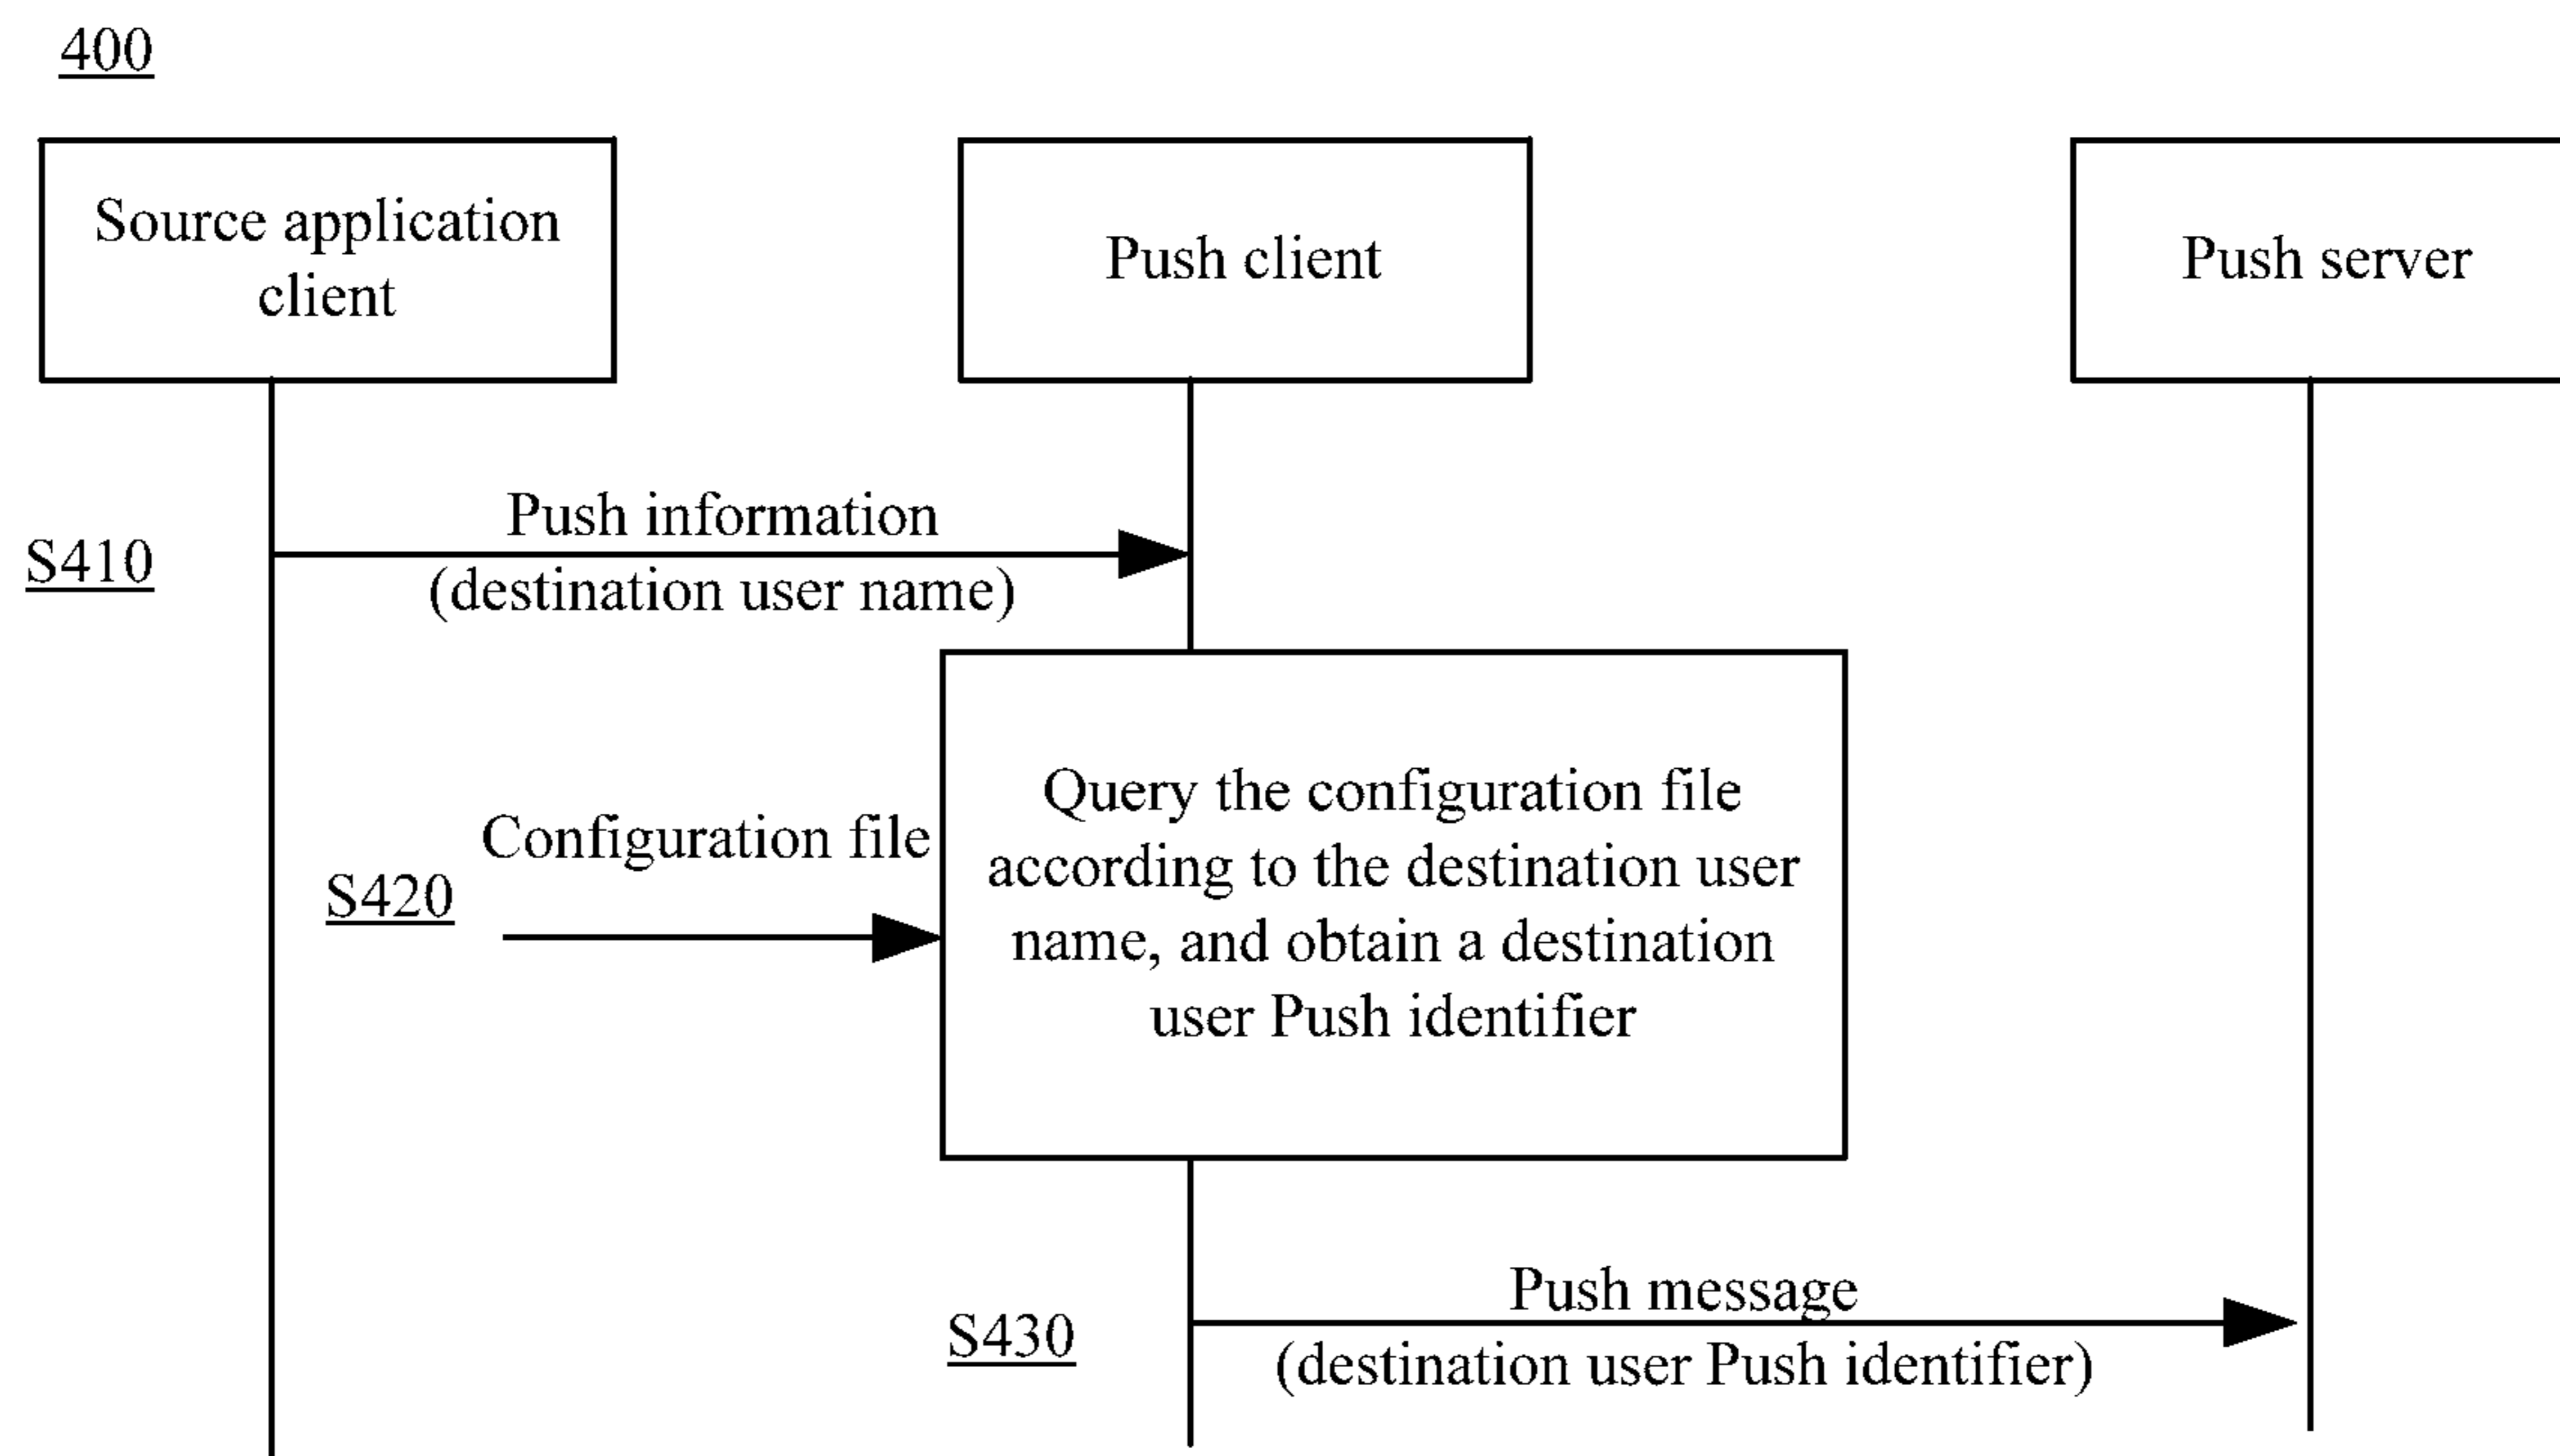 400
Source application
client
Push client
Push server
Push information
S410
(destination user name)
Configuration file
S420
Query the configuration file
according to the destination user
name, and obtain a destination
user Push identifier
Push message
S430
(destination user Push identifier)